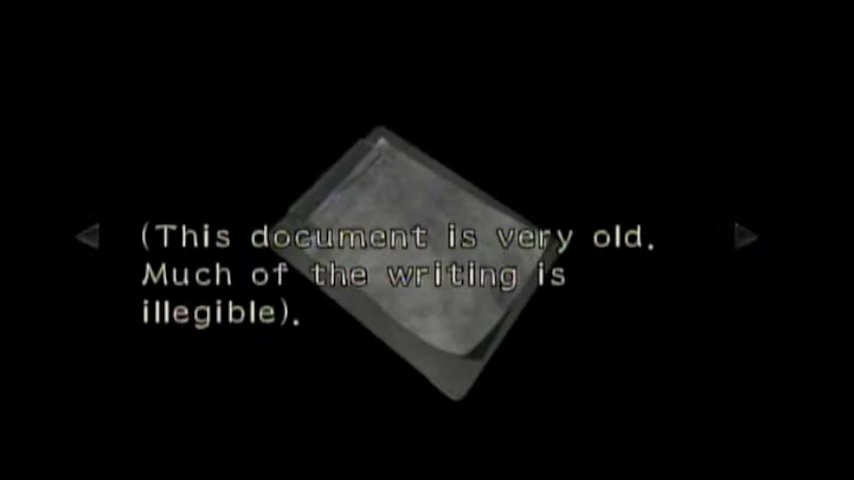 (This document is very old.
Much of the writing is
illegible).